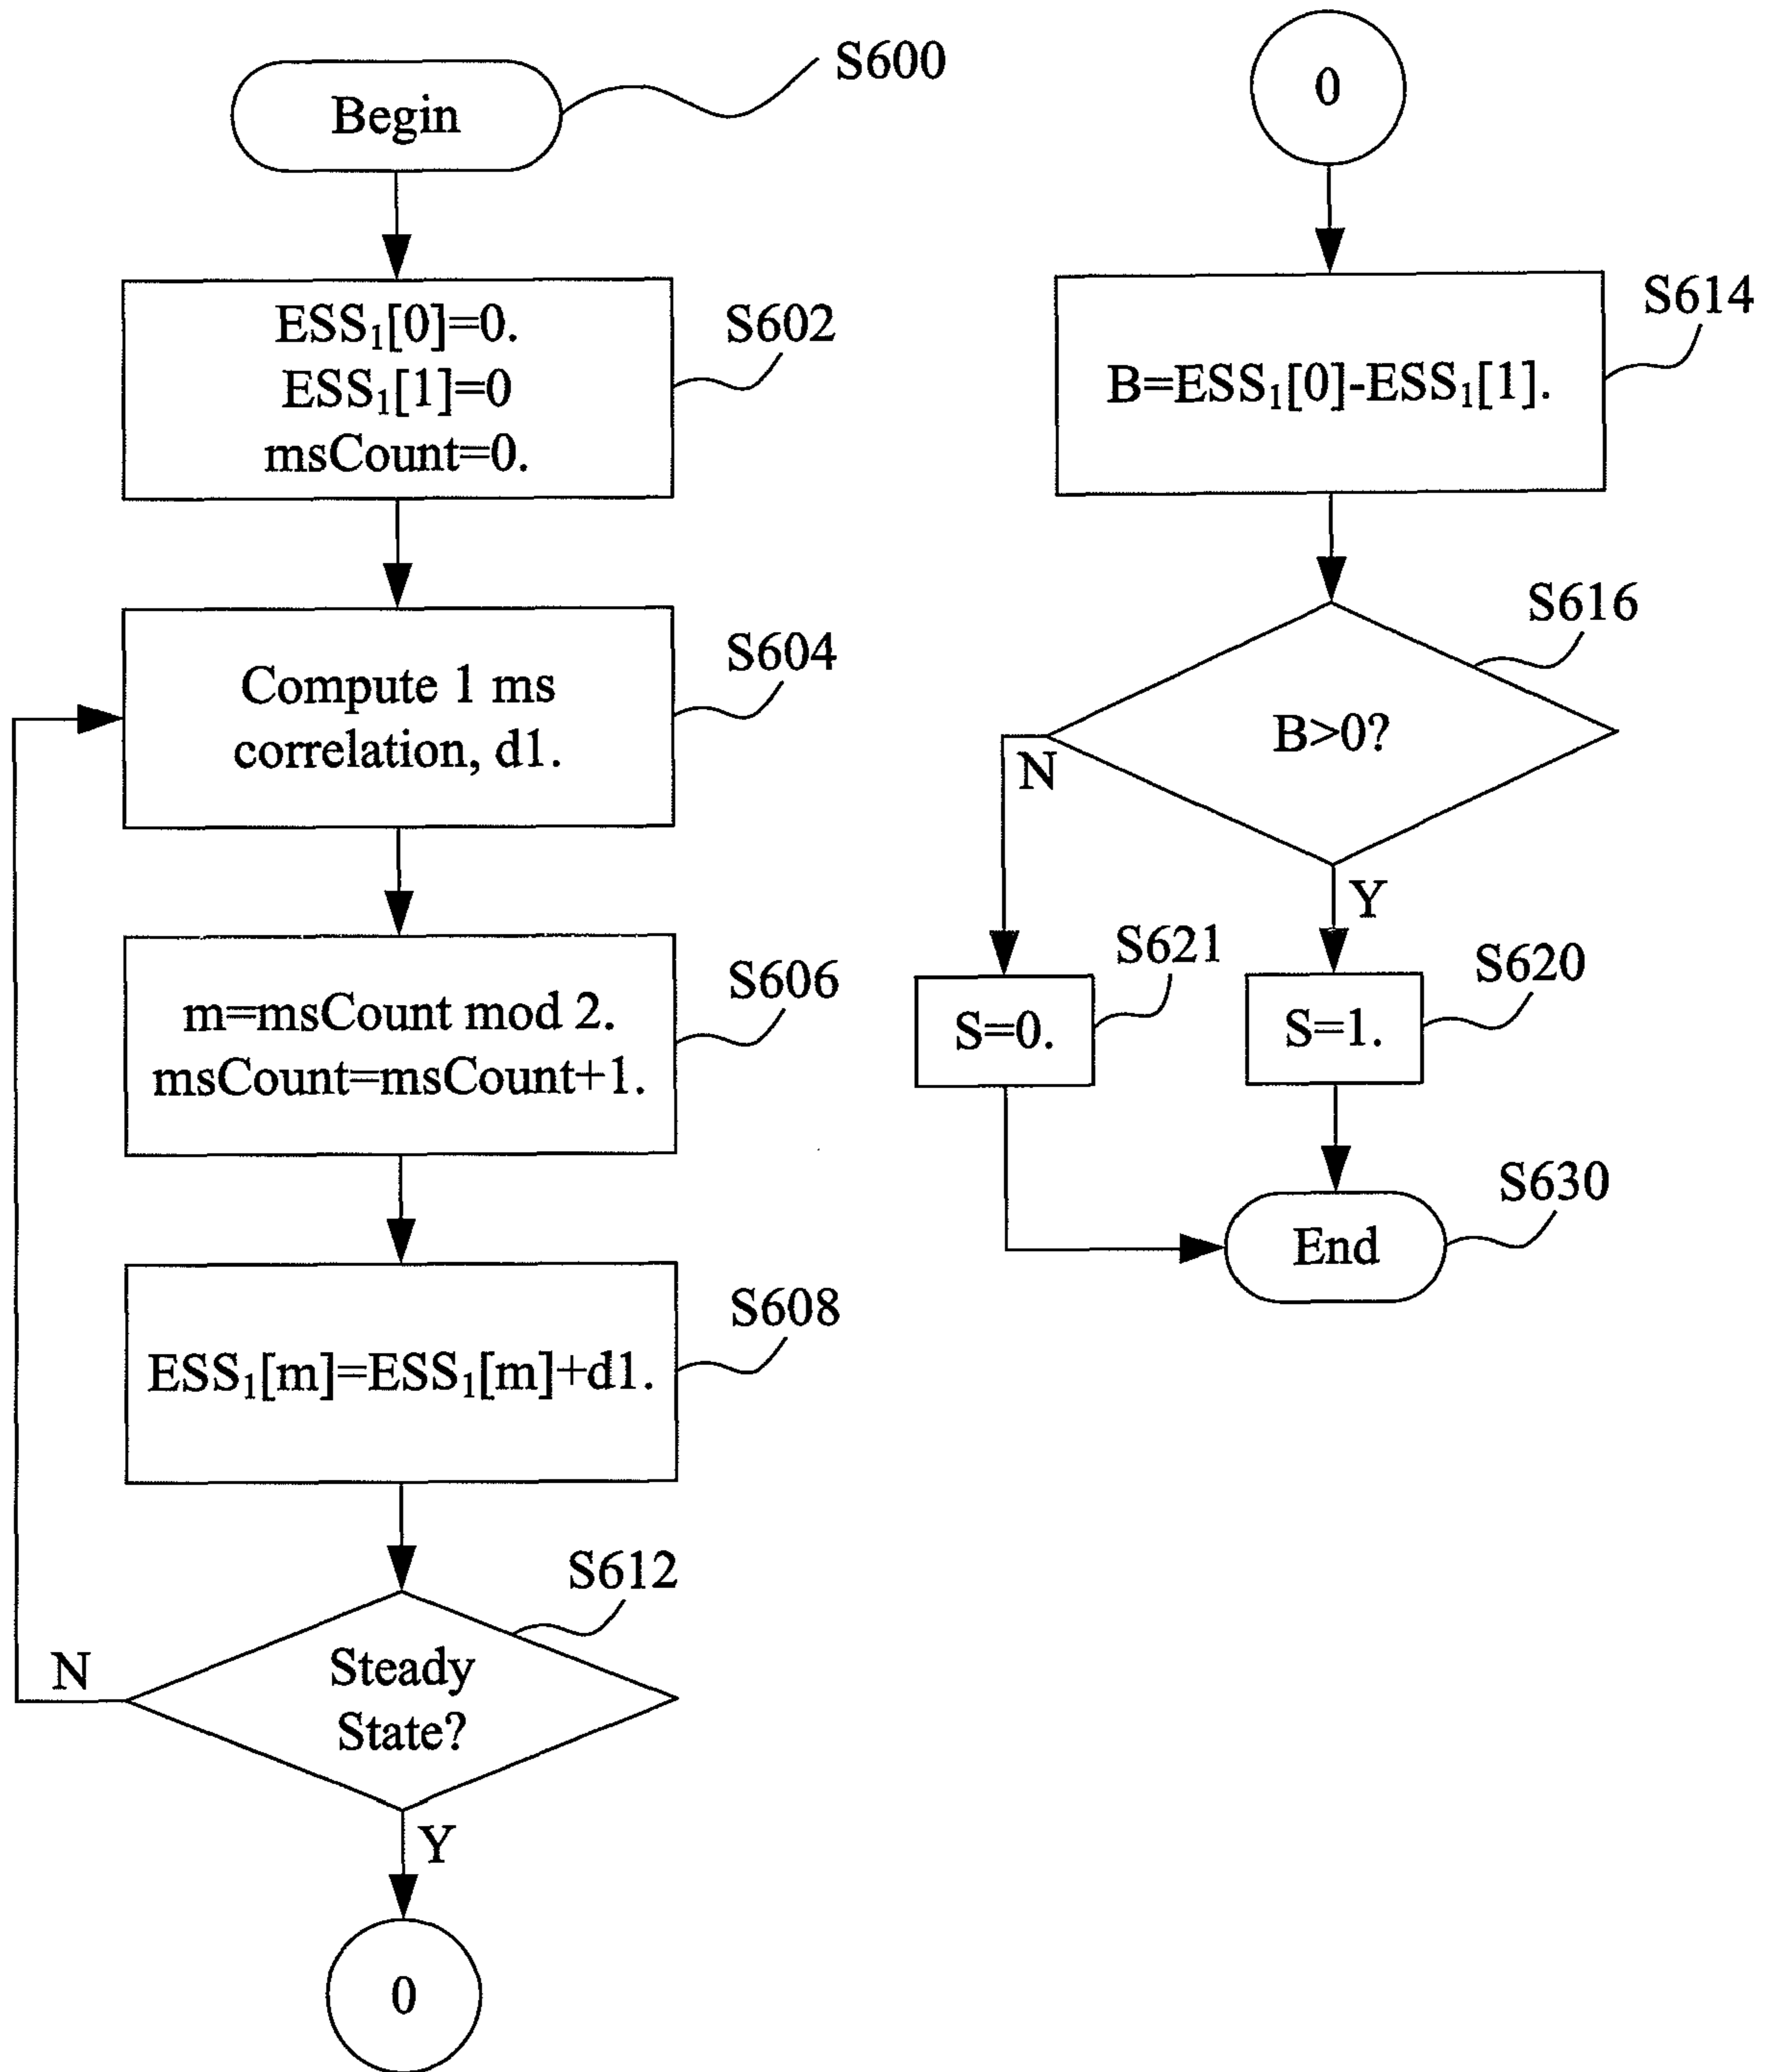 Begin
S600
ESS₁[0]=0.
ESS₁[1]=0
msCount=0.
S602
Compute 1 ms
correlation, d1.
S604
m=msCount mod 2.
msCount=msCount+1.
S606
ESS₁[m]=ESS₁[m]+d1.
S608
Steady
State?
S612
N
Y
0
0
B=ESS₁[0]-ESS₁[1].
S614
B>0?
S616
N
Y
S=0.
S621
S=1.
S620
End
S630